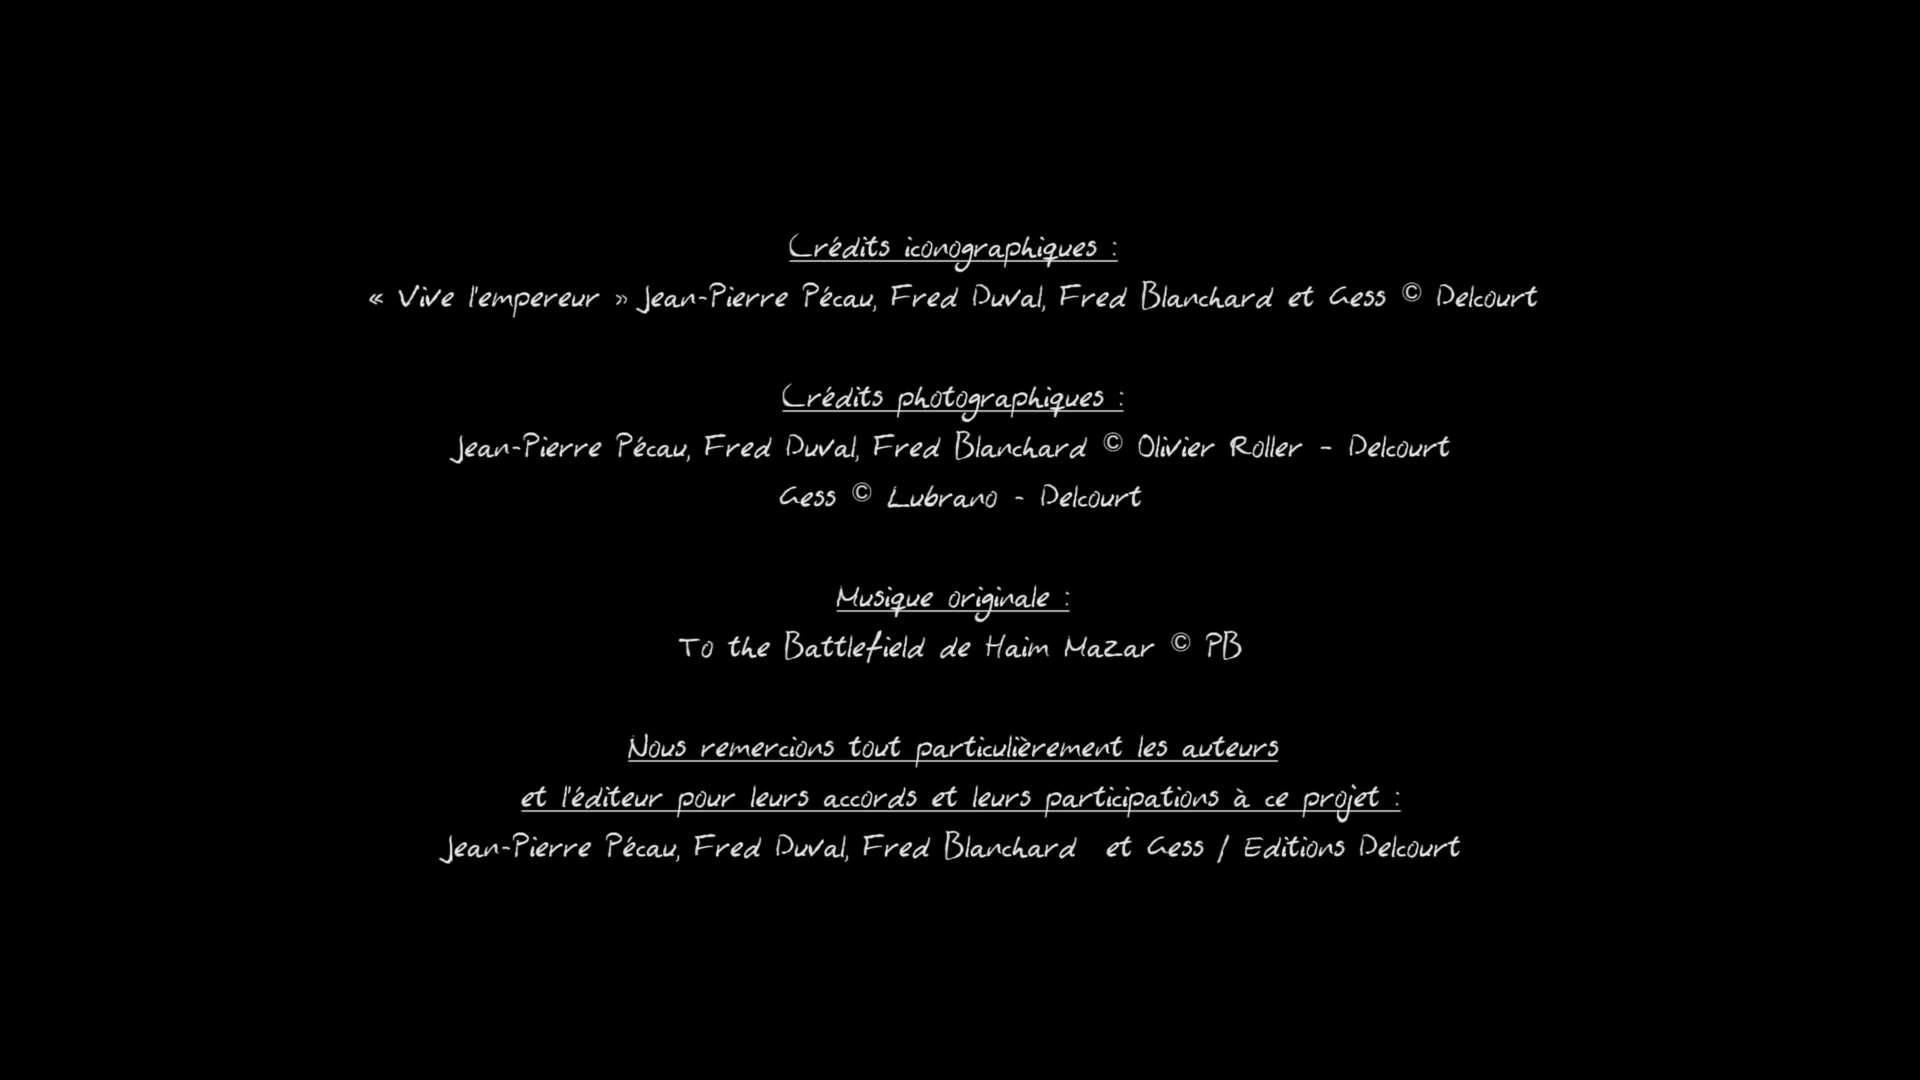 Crédits iconographiques :
« Vive l'empereur » Jean-Pierre Pécau, Fred Duval, Fred Blanchard et Gess © Delcourt
Crédits photographiques :
Jean-Pierre Pécau, Fred Duval, Fred Blanchard © Olivier Roller - Delcourt
Gess © Lubrano - Delcourt
Musique originale :
To the Battlefield de Haim Mazar © PB
Nous remercions tout particulièrement les auteurs
et l'éditeur pour leurs accords et leurs participations à ce projet :
Jean-Pierre Pécau, Fred Duval, Fred Blanchard et Gess / Editions Delcourt